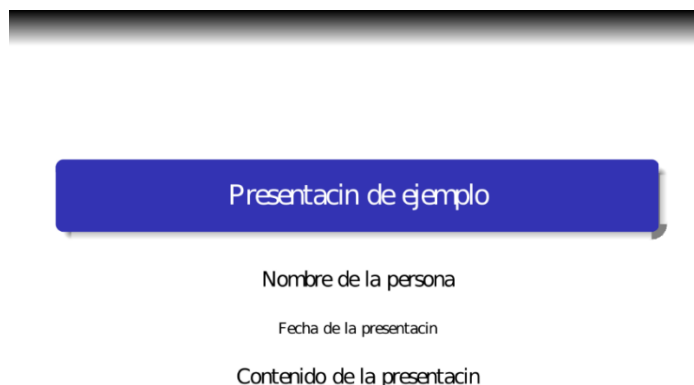 Presentacin de ejemplo
Nombre de la persona
Fecha de la presentacin
Contenido de la presentacin